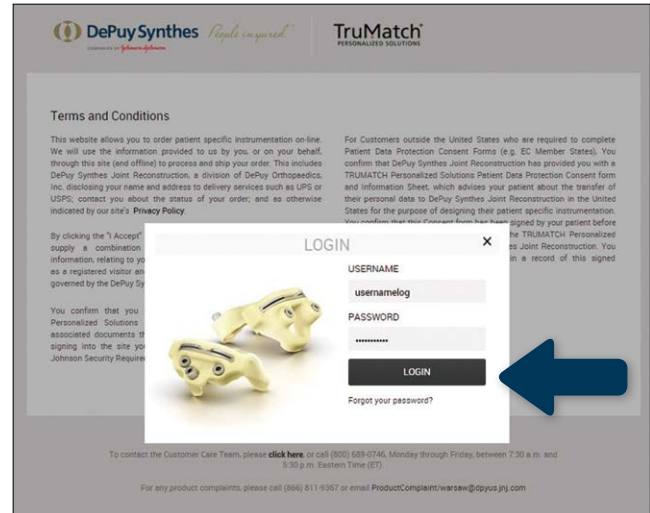 DePuy Synthes People inspired™
COMPANIES OF Johnson & Johnson
TruMatch®
PERSONALIZED SOLUTIONS
Terms and Conditions
This website allows you to order patient specific instrumentation on-line.
We will use the information provided to us by you, or on your behalf,
through this site (and offline) to process and ship your order. This includes
DePuy Synthes Joint Reconstruction, a division of DePuy Orthopaedics,
Inc. disclosing your name and address to delivery services such as UPS or
USPS; contact you about the status of your order; and as otherwise
indicated by our site's Privacy Policy.
By clicking the "I Accept"
supply a combination
information, relating to yo
as a registered visitor an
governed by the DePuy Sy
You confirm that you
Personalized Solutions
associated documents th
signing into the site you
Johnson Security Require
For Customers outside the United States who are required to complete
Patient Data Protection Consent Forms (e.g. EC Member States). You
confirm that DePuy Synthes Joint Reconstruction has provided you with a
TRUMATCH Personalized Solutions Patient Data Protection Consent form
and Information Sheet, which advises your patient about the transfer of
their personal data to DePuy Synthes Joint Reconstruction in the United
States for the purpose of designing their patient specific instrumentation.
You confirm that this Consent form has been signed by your patient before
he TRUMATCH Personalized
es Joint Reconstruction. You
in a record of this signed
LOGIN
×
USERNAME
usernamelog
PASSWORD
•••••••••••
LOGIN
Forgot your password?
To contact the Customer Care Team, please click here, or call (800) 689-0746, Monday through Friday, between 7:30 a.m. and
5:30 p.m. Eastern Time (ET)
For any product complaints, please call (866) 811-9367 or email ProductComplaint/warsaw@dpyus.jnj.com